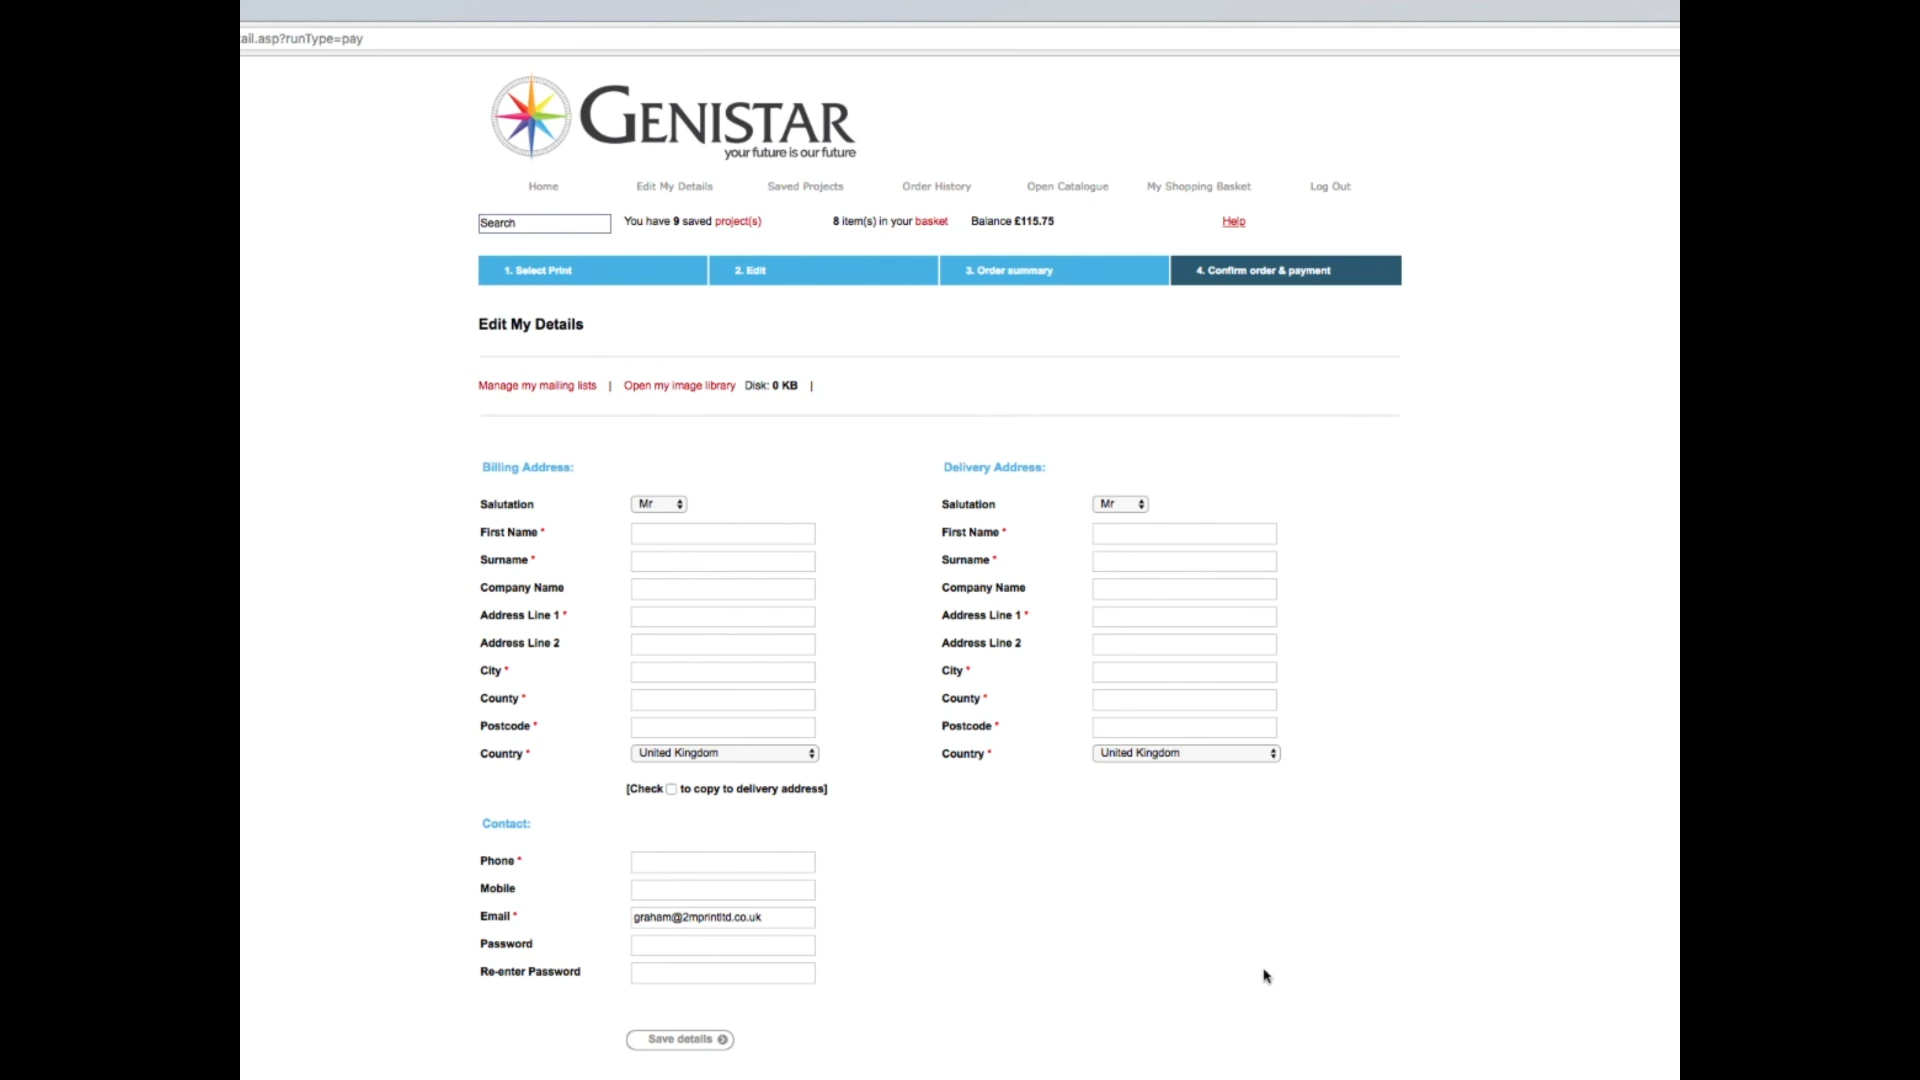 ail.asp?runType=pay
GENISTAR
your future is our future
Home Edit My Details Saved Projects Order History Open Catalogue My Shopping Basket Log Out
Search You have 9 saved project(s) 8 item(s) in your basket Balance £115.75 Help
1. Select Print 2. Edit 3. Order summary 4. Confirm order & payment
Edit My Details
Manage my mailing lists | Open my image library Disk: 0 KB |
Billing Address: Delivery Address:
Salutation Mr Salutation Mr
First Name * First Name *
Surname * Surname *
Company Name Company Name
Address Line 1 * Address Line 1 *
Address Line 2 Address Line 2
City * City *
County * County *
Postcode * Postcode *
Country * United Kingdom Country * United Kingdom
[Check to copy to delivery address]
Contact:
Phone *
Mobile
Email * graham@2mprintltd.co.uk
Password
Re-enter Password
Save details